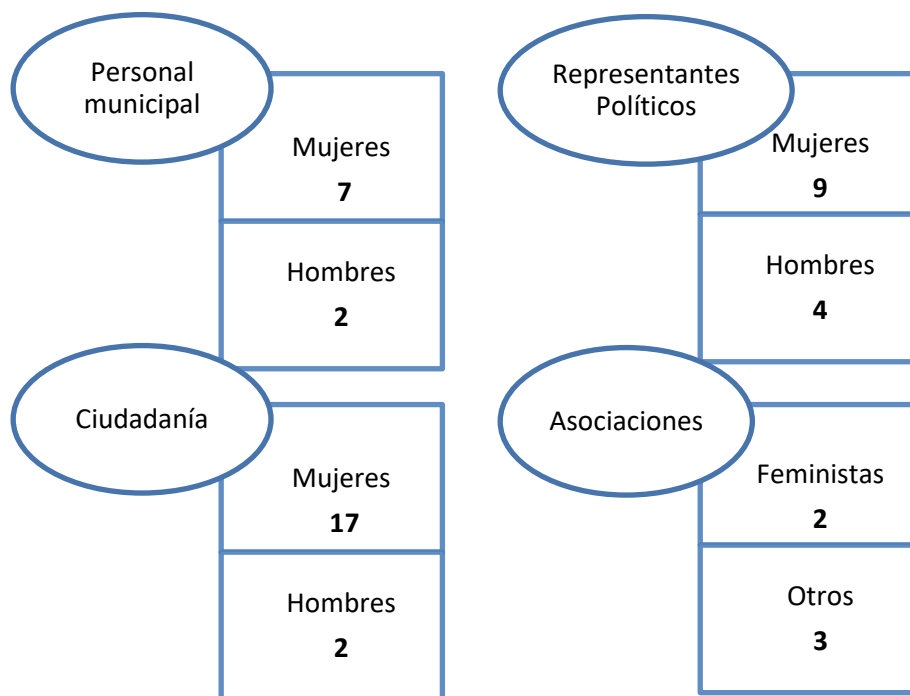 Personal
municipal
Mujeres
7
Hombres
2
Representantes
Políticos
Mujeres
9
Hombres
4
Ciudadanía
Mujeres
17
Hombres
2
Asociaciones
Feministas
2
Otros
3